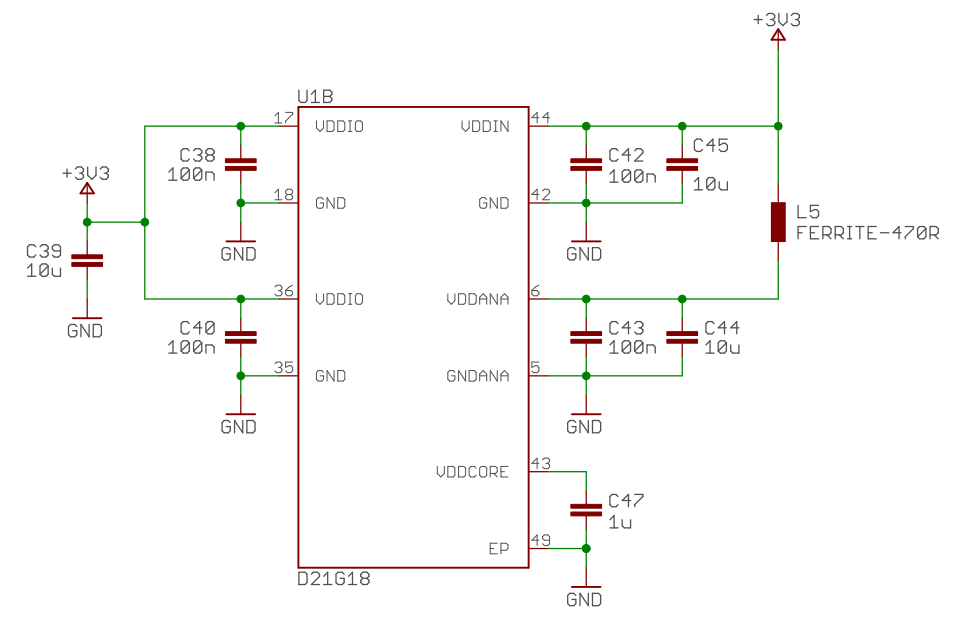 +3V3
U1B
17
VDDIO
VDDIN
44
C38
100n
C42
100n
C45
10u
+3V3
18
GND
GND
42
L5
FERRITE-470R
C39
10u
GND
GND
36
VDDIO
VDDANA
6
GND
C40
100n
C43
100n
C44
10u
35
GND
GNDANA
5
GND
GND
VDDCORE
43
C47
1u
EP
49
D21G18
GND